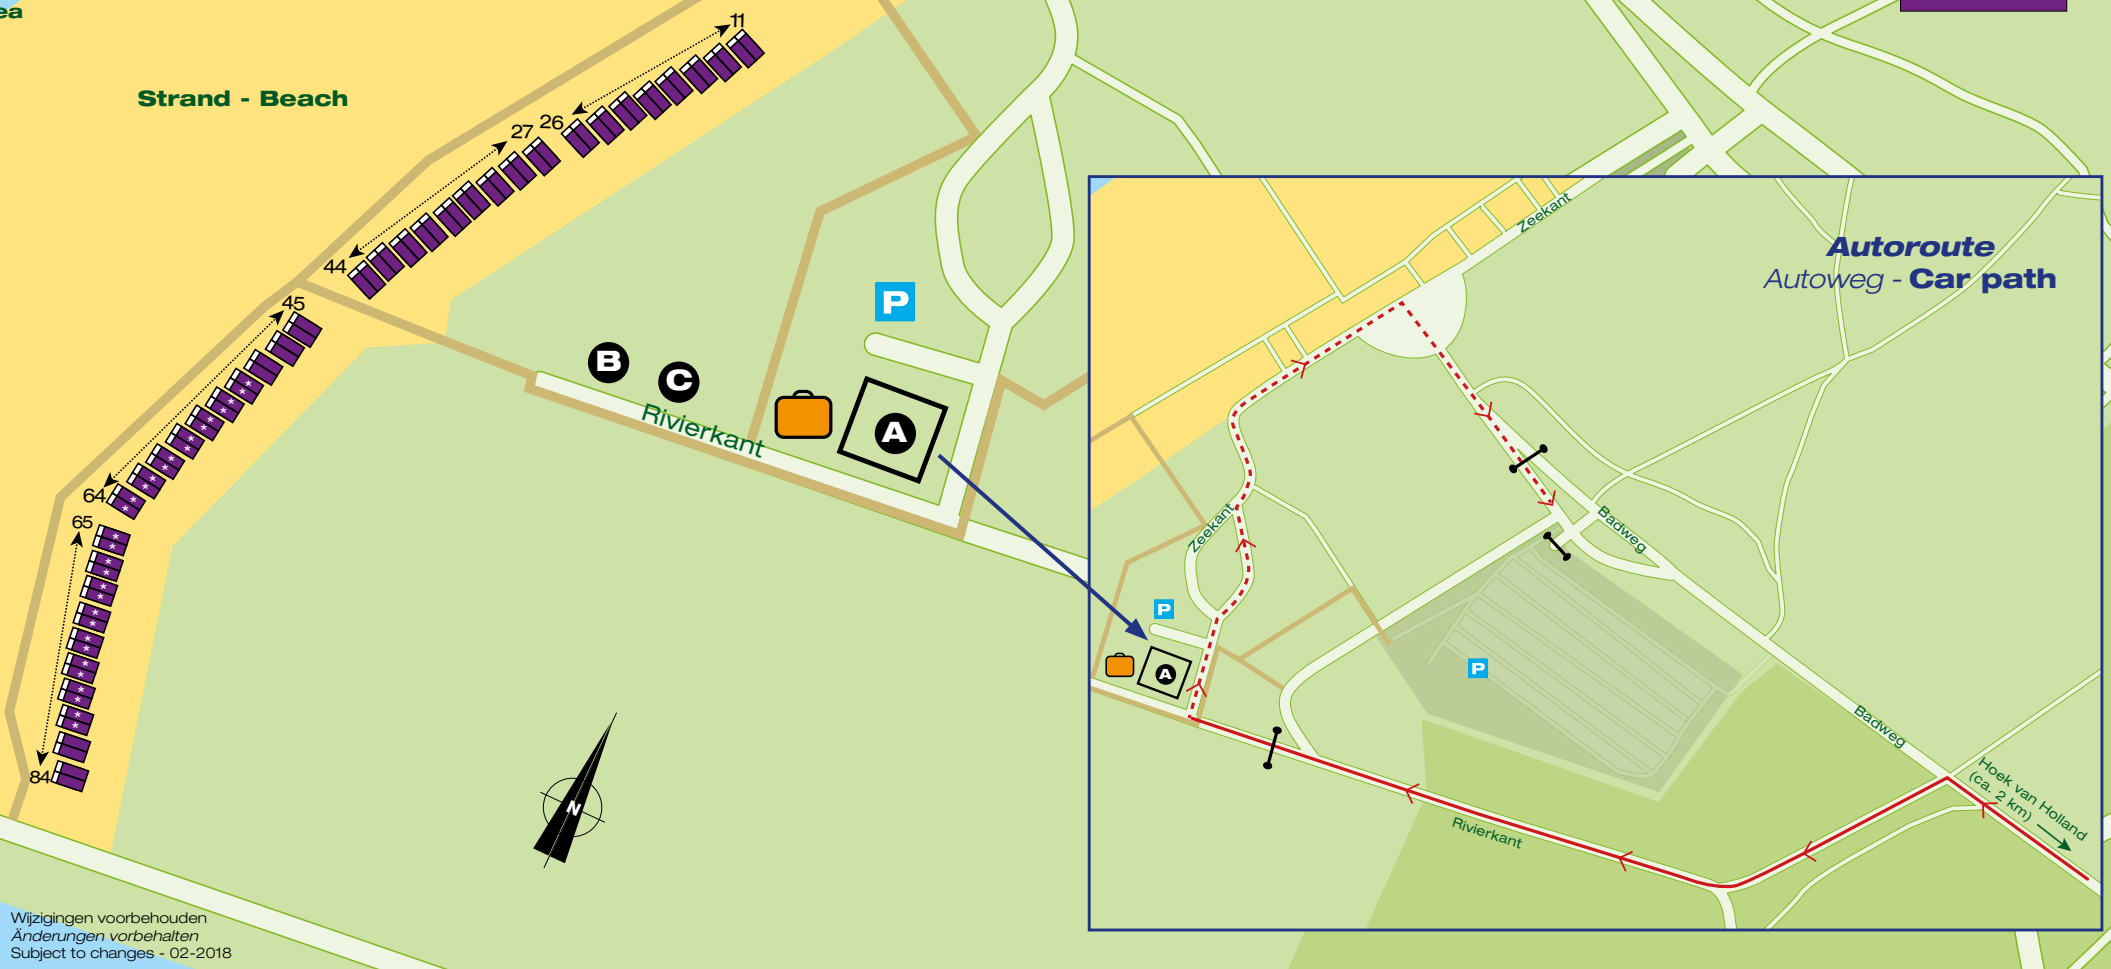 ea
Strand - Beach
11
26
27
44
45
64
65
84
P
B
C
A
Rivierkant
N
Wijzigingen voorbehouden
Änderungen vorbehalten
Subject to changes - 02-2018
Autoroute
Autoweg - Car path
Zeekant
Zeekant
Badweg
P
A
P
Badweg
Rivierkant
Hoek van Holland
(ca. 2 km)